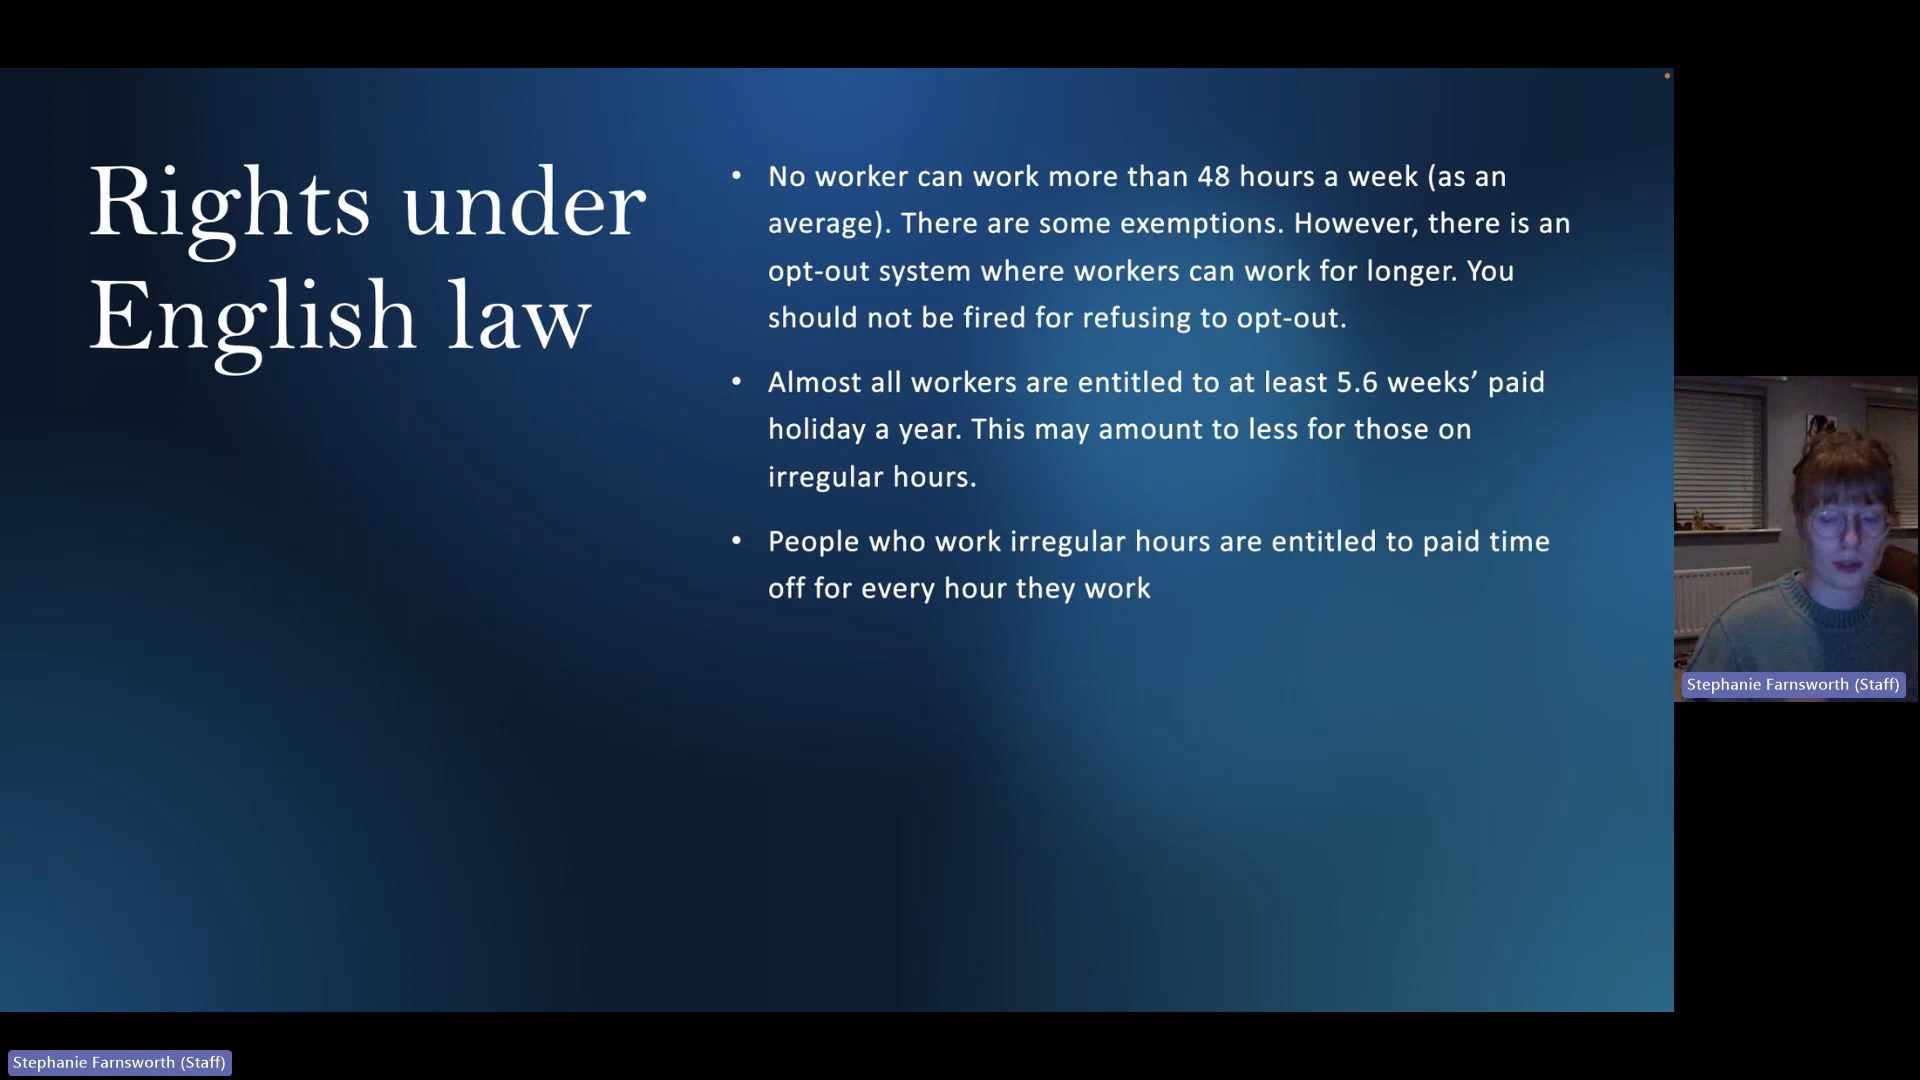 Rights under
English law
• No worker can work more than 48 hours a week (as an
average). There are some exemptions. However, there is an
opt-out system where workers can work for longer. You
should not be fired for refusing to opt-out.
• Almost all workers are entitled to at least 5.6 weeks’ paid
holiday a year. This may amount to less for those on
irregular hours.
• People who work irregular hours are entitled to paid time
off for every hour they work
Stephanie Farnsworth (Staff)
Stephanie Farnsworth (Staff)